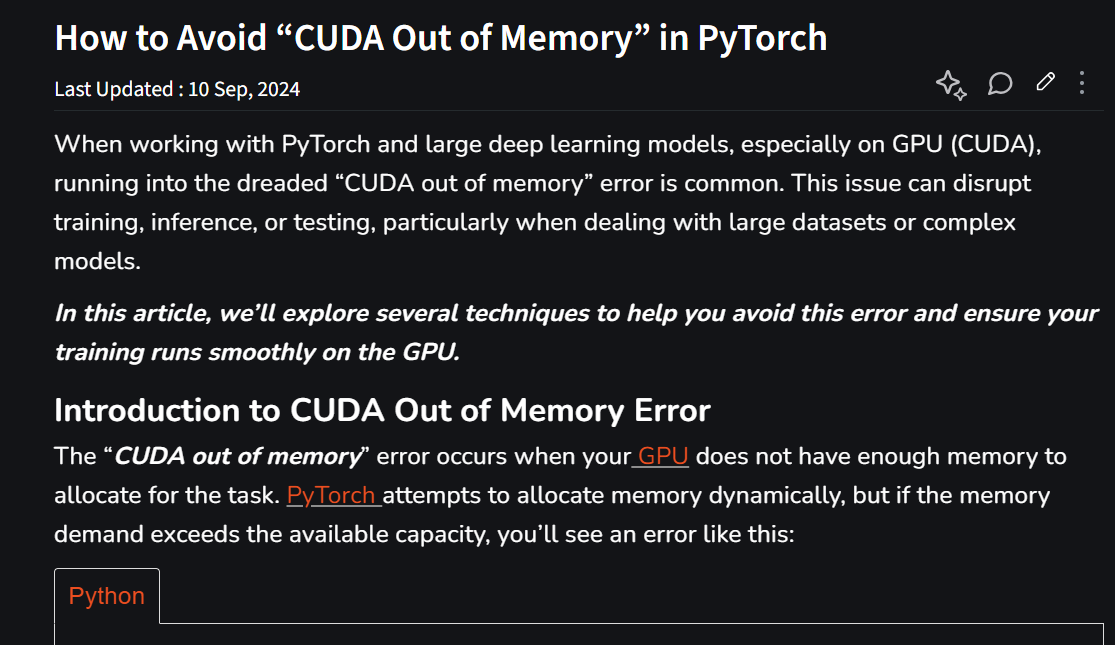 How to Avoid “CUDA Out of Memory” in PyTorch
Last Updated : 10 Sep, 2024
When working with PyTorch and large deep learning models, especially on GPU (CUDA),
running into the dreaded “CUDA out of memory” error is common. This issue can disrupt
training, inference, or testing, particularly when dealing with large datasets or complex
models.
In this article, we’ll explore several techniques to help you avoid this error and ensure your
training runs smoothly on the GPU.
Introduction to CUDA Out of Memory Error
The “CUDA out of memory” error occurs when your GPU does not have enough memory to
allocate for the task. PyTorch attempts to allocate memory dynamically, but if the memory
demand exceeds the available capacity, you’ll see an error like this:
Python